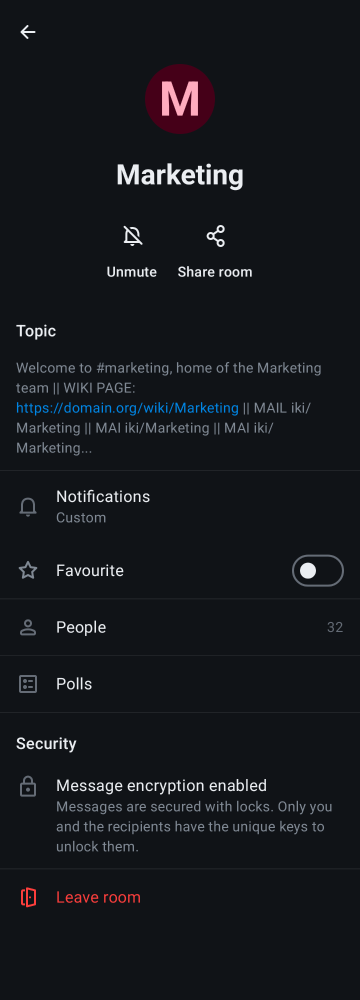 M
Marketing
Unmute
Share room
Topic
Welcome to #marketing, home of the Marketing
team || WIKI PAGE:
https://domain.org/wiki/Marketing || MAIL iki/
Marketing || MAI iki/Marketing || MAI iki/
Marketing...
Notifications
Custom
Favourite
People 32
Polls
Security
Message encryption enabled
Messages are secured with locks. Only you
and the recipients have the unique keys to
unlock them.
Leave room